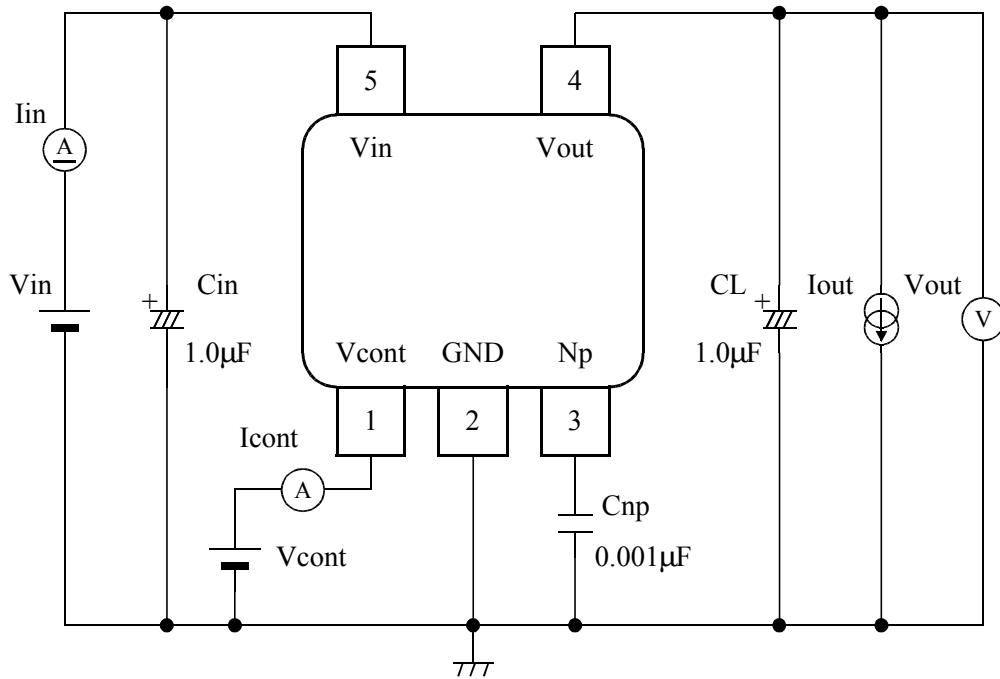 5
4
Iin
A
Vin
Vout
Vin
Cin
CL
Iout
Vout
+
+
V
1.0µF
Vcont
GND
Np
1.0µF
1
2
3
Icont
A
Cnp
Vcont
0.001µF